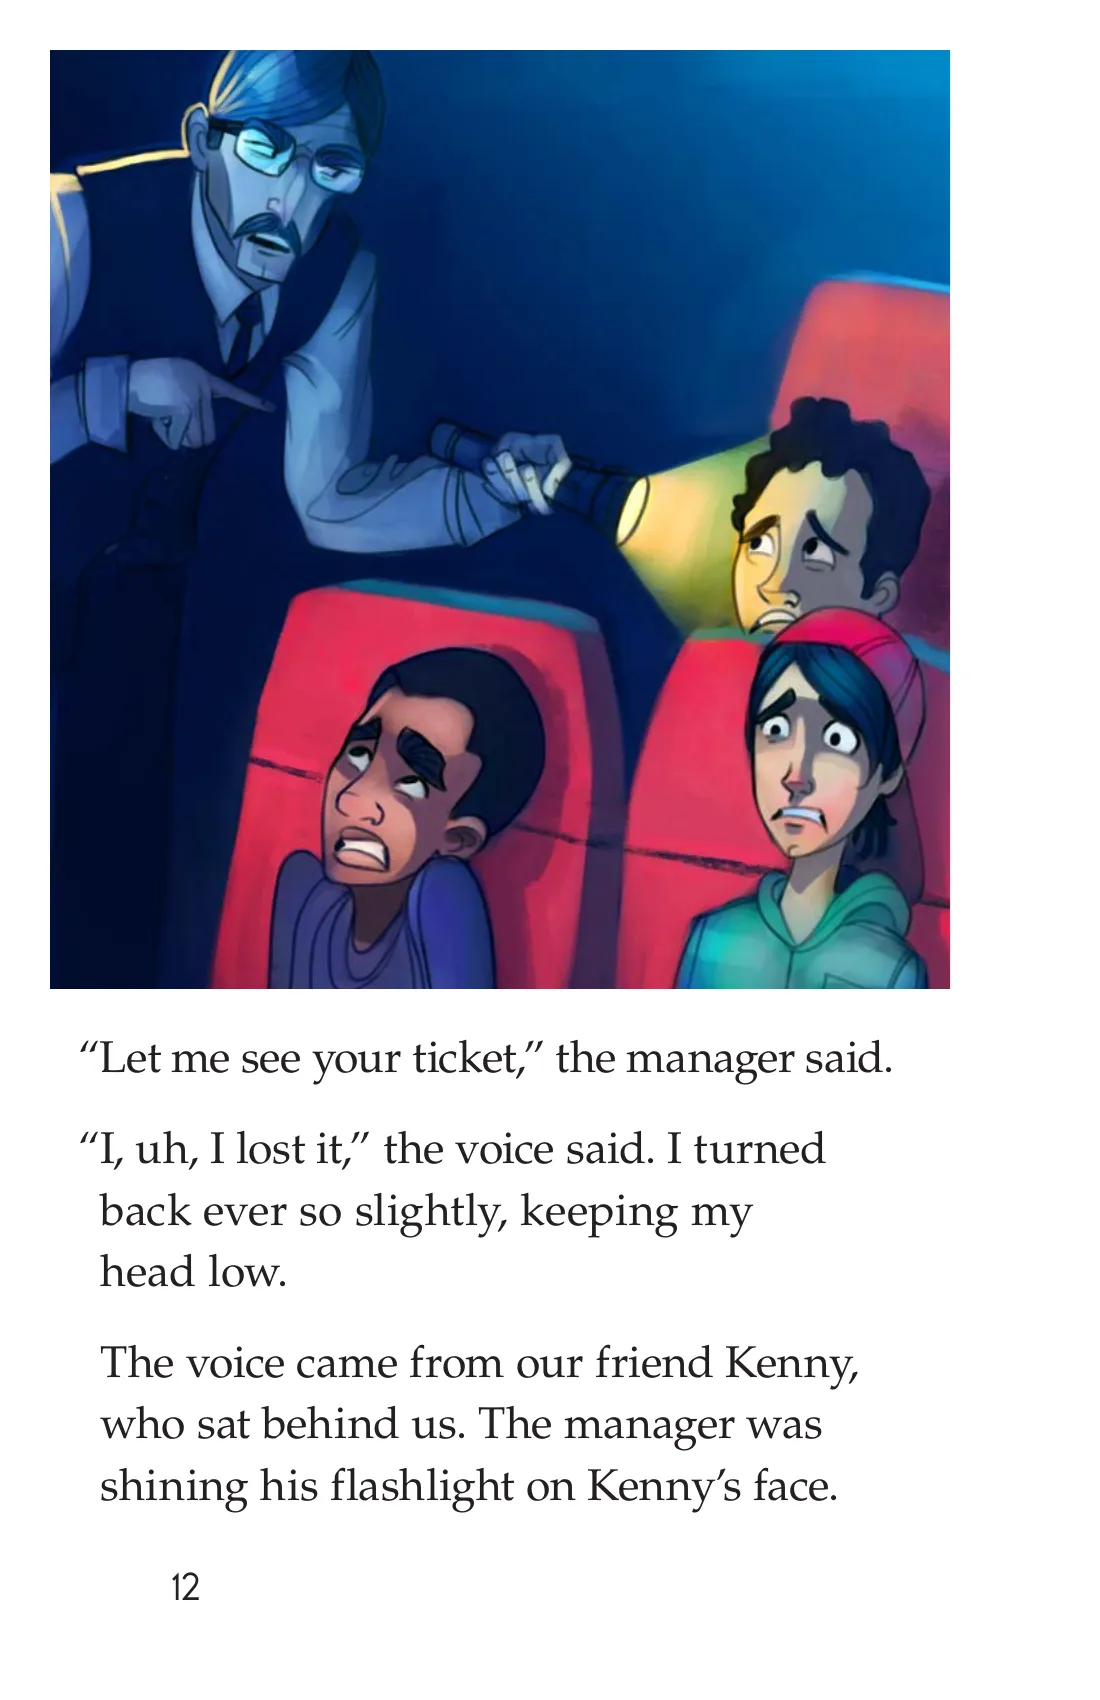 “Let me see your ticket,” the manager said.
“I, uh, I lost it,” the voice said. I turned
back ever so slightly, keeping my
head low.
The voice came from our friend Kenny,
who sat behind us. The manager was
shining his flashlight on Kenny’s face.
12